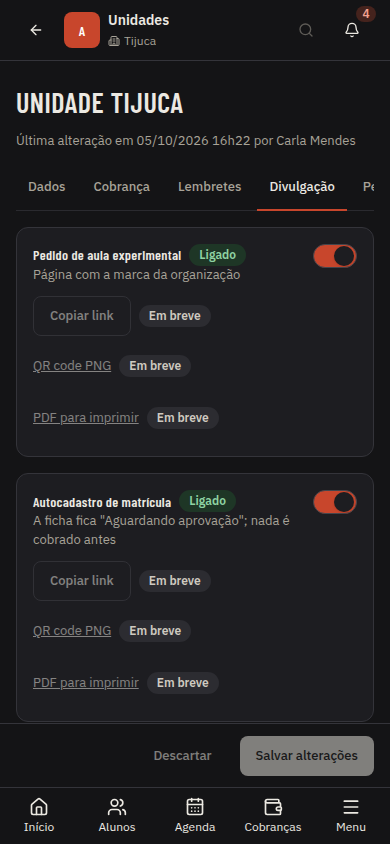 4
A
Unidades
Tijuca
UNIDADE TIJUCA
Última alteração em 05/10/2026 16h22 por Carla Mendes
Dados Cobrança Lembretes Divulgação
Pedido de aula experimental Ligado
Página com a marca da organização
Copiar link Em breve
QR code PNG Em breve
PDF para imprimir Em breve
Autocadastro de matrícula Ligado
A ficha fica "Aguardando aprovação"; nada é
cobrado antes
Copiar link Em breve
QR code PNG Em breve
PDF para imprimir Em breve
Descartar Salvar alterações
Início Alunos Agenda Cobranças Menu